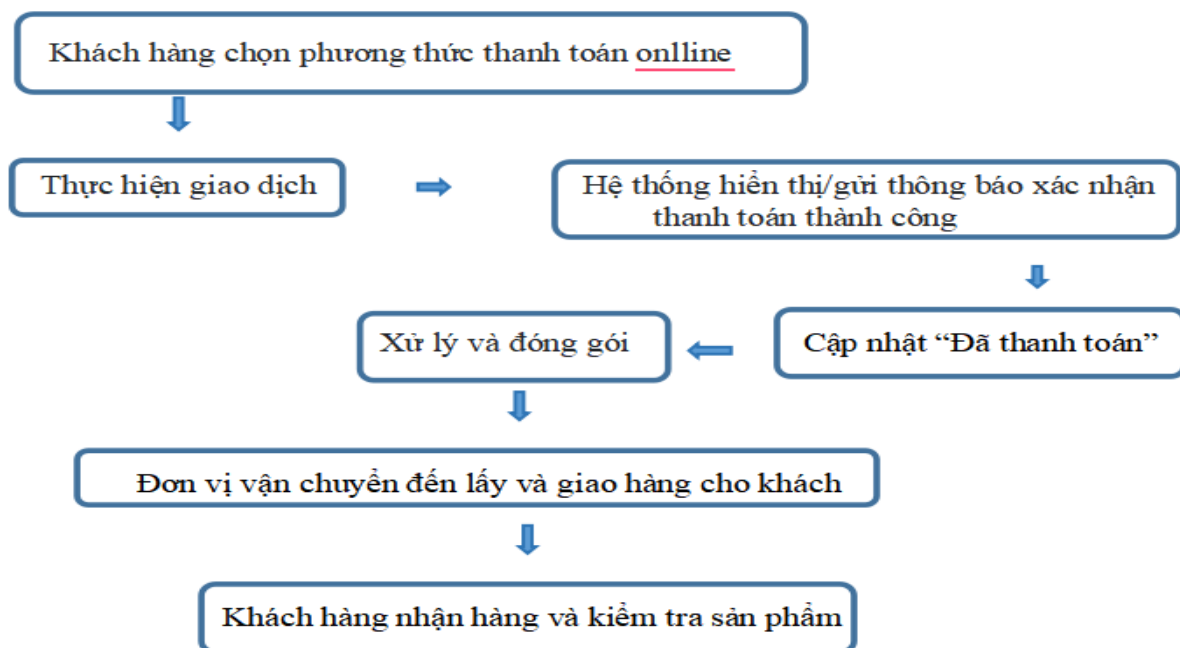 Khách hàng chọn phương thức thanh toán onlline
Thực hiện giao dịch
Hệ thống hiển thị/gửi thông báo xác nhận
thanh toán thành công
Cập nhật “Đã thanh toán”
Xử lý và đóng gói
Đơn vị vận chuyển đến lấy và giao hàng cho khách
Khách hàng nhận hàng và kiểm tra sản phẩm